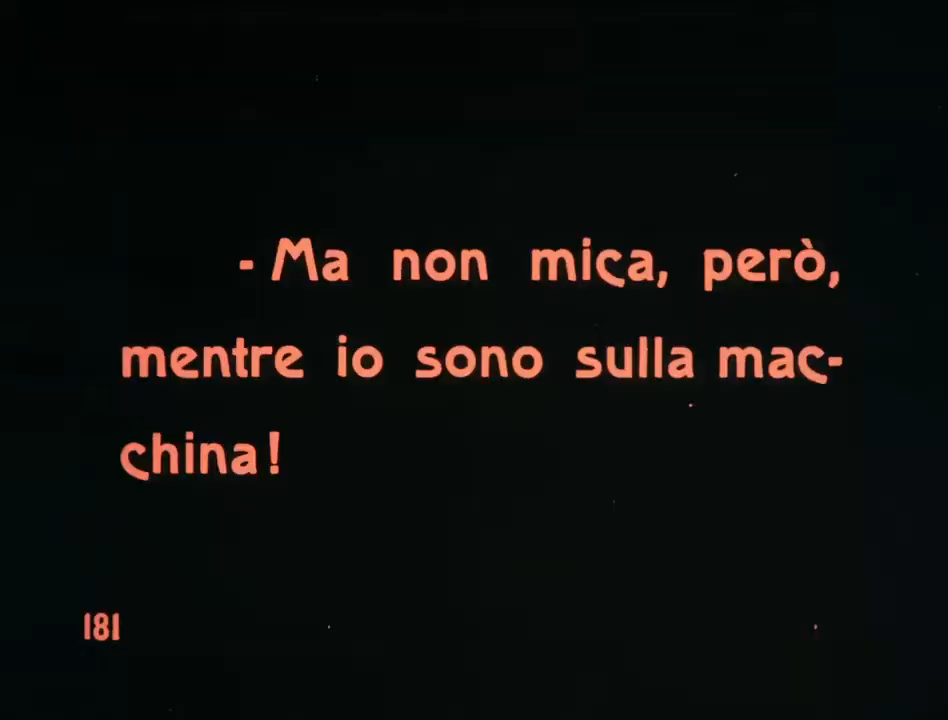 - Ma non mica, però,
mentre io sono sulla mac-
china!
181